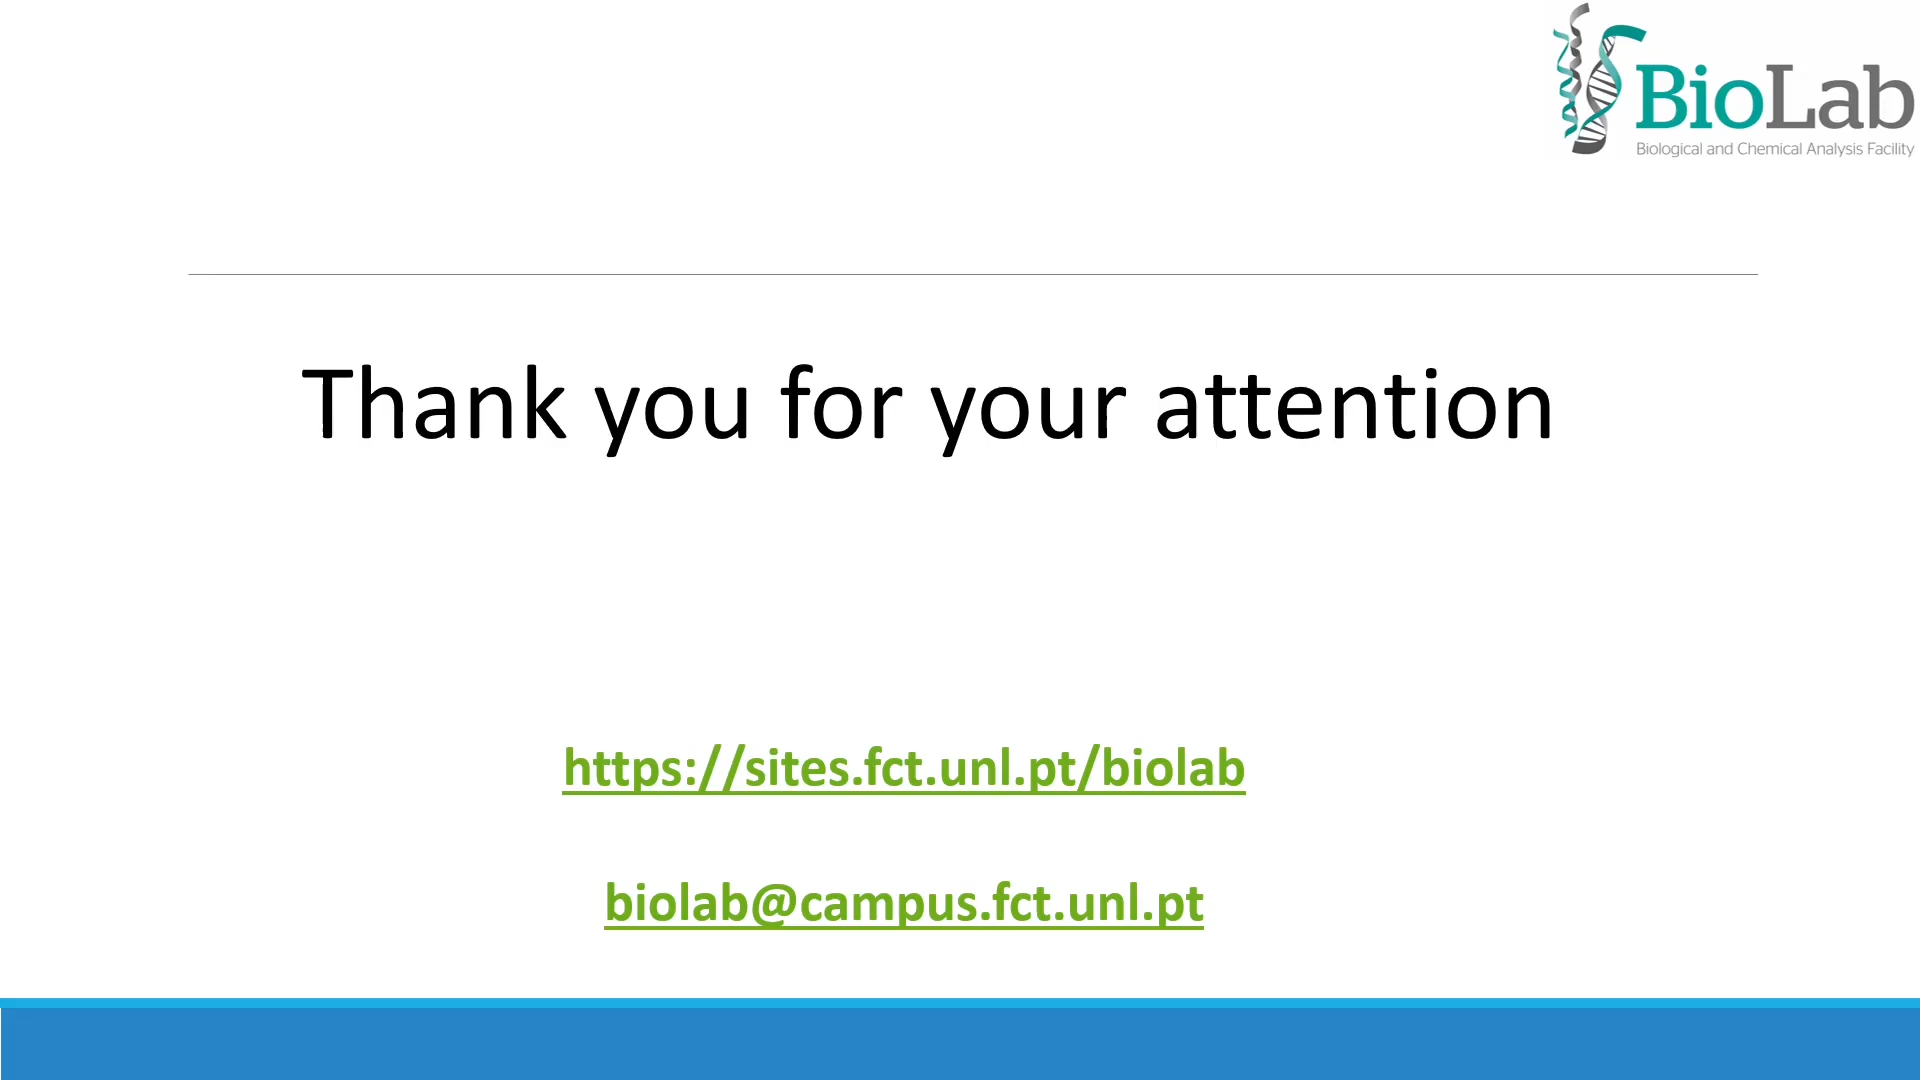 BioLab
Biological and Chemical Analysis Facility
Thank you for your attention
https://sites.fct.unl.pt/biolab
biolab@campus.fct.unl.pt